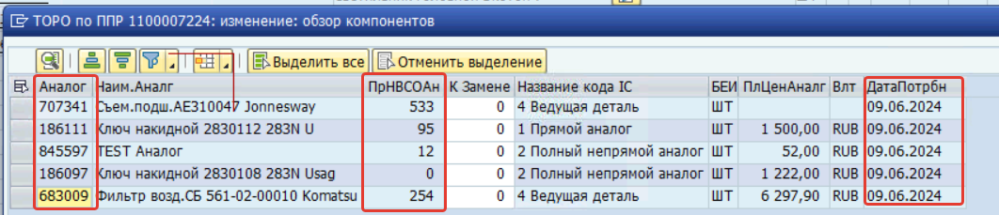 ТОРО по ППР 1100007224: изменение: обзор компонентов
Выделить все Отменить выделение
Аналог Наим.Аналг ПрНВСОАн К Замене Название кода IC БЕИ ПлЦенАналг Влт ДатаПотрбн
707341 Съем.подш.AE310047 Jonnesway 533 0 4 Ведущая деталь ШТ 09.06.2024
186111 Ключ накидной 2830112 283N U 95 0 1 Прямой аналог ШТ 1 500,00 RUB 09.06.2024
845597 TEST Аналог 12 0 2 Полный непрямой аналог ШТ 52,00 RUB 09.06.2024
186097 Ключ накидной 2830108 283N Usag 0 0 2 Полный непрямой аналог ШТ 1 222,00 RUB 09.06.2024
683009 Фильтр возд.СБ 561-02-00010 Komatsu 254 0 4 Ведущая деталь ШТ 6 297,90 RUB 09.06.2024